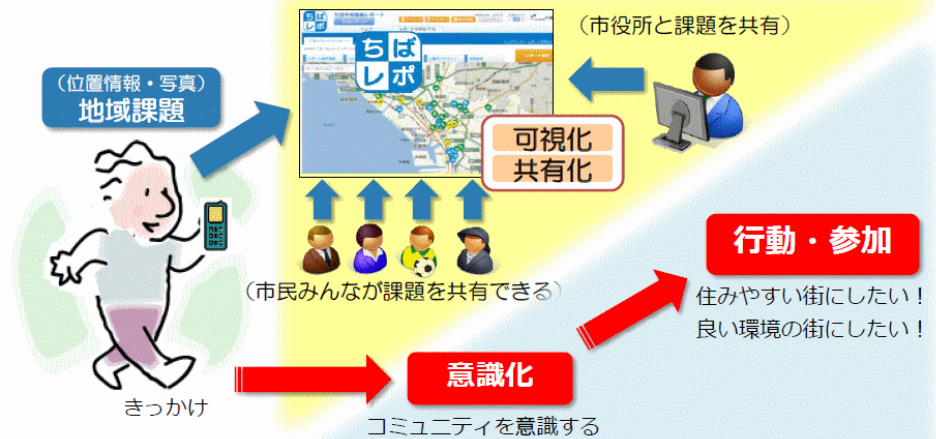 （市役所と課題を共有）
ちば
レポ
（位置情報・写真）
地域課題
可視化
共有化
（市民みんなが課題を共有できる）
行動・参加
住みやすい街にしたい！
良い環境の街にしたい！
意識化
コミュニティを意識する
きっかけ